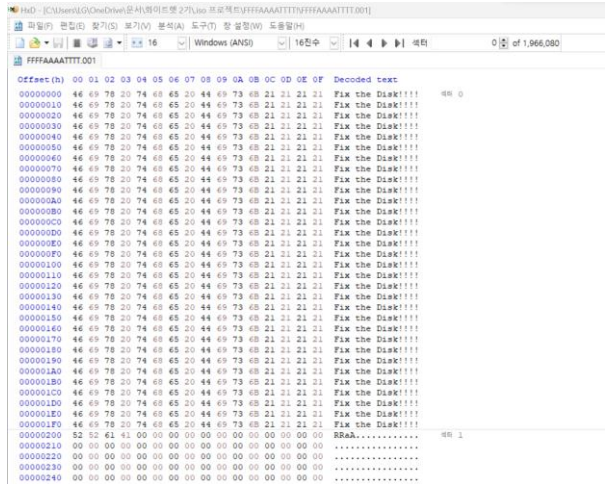 HxD - [C:\Users\LG\OneDrive\문서\화이트햇 2기\Liso 프로젝트\FFFFAAAATTTT\FFFFAAAATTTT.001]
파일(F) 편집(E) 찾기(S) 보기(V) 분석(A) 도구(T) 창 설정(W) 도움말(H)
16 Windows (ANSI) 16진수 섹터 0 of 1,966,080
FFFFAAAATTTT.001
Offset(h) 00 01 02 03 04 05 06 07 08 09 0A 0B 0C 0D 0E 0F Decoded text
00000000 46 69 78 20 74 68 65 20 44 69 73 6B 21 21 21 21 Fix the Disk!!!! 섹터 0
00000010 46 69 78 20 74 68 65 20 44 69 73 6B 21 21 21 21 Fix the Disk!!!!
00000020 46 69 78 20 74 68 65 20 44 69 73 6B 21 21 21 21 Fix the Disk!!!!
00000030 46 69 78 20 74 68 65 20 44 69 73 6B 21 21 21 21 Fix the Disk!!!!
00000040 46 69 78 20 74 68 65 20 44 69 73 6B 21 21 21 21 Fix the Disk!!!!
00000050 46 69 78 20 74 68 65 20 44 69 73 6B 21 21 21 21 Fix the Disk!!!!
00000060 46 69 78 20 74 68 65 20 44 69 73 6B 21 21 21 21 Fix the Disk!!!!
00000070 46 69 78 20 74 68 65 20 44 69 73 6B 21 21 21 21 Fix the Disk!!!!
00000080 46 69 78 20 74 68 65 20 44 69 73 6B 21 21 21 21 Fix the Disk!!!!
00000090 46 69 78 20 74 68 65 20 44 69 73 6B 21 21 21 21 Fix the Disk!!!!
000000A0 46 69 78 20 74 68 65 20 44 69 73 6B 21 21 21 21 Fix the Disk!!!!
000000B0 46 69 78 20 74 68 65 20 44 69 73 6B 21 21 21 21 Fix the Disk!!!!
000000C0 46 69 78 20 74 68 65 20 44 69 73 6B 21 21 21 21 Fix the Disk!!!!
000000D0 46 69 78 20 74 68 65 20 44 69 73 6B 21 21 21 21 Fix the Disk!!!!
000000E0 46 69 78 20 74 68 65 20 44 69 73 6B 21 21 21 21 Fix the Disk!!!!
000000F0 46 69 78 20 74 68 65 20 44 69 73 6B 21 21 21 21 Fix the Disk!!!!
00000100 46 69 78 20 74 68 65 20 44 69 73 6B 21 21 21 21 Fix the Disk!!!!
00000110 46 69 78 20 74 68 65 20 44 69 73 6B 21 21 21 21 Fix the Disk!!!!
00000120 46 69 78 20 74 68 65 20 44 69 73 6B 21 21 21 21 Fix the Disk!!!!
00000130 46 69 78 20 74 68 65 20 44 69 73 6B 21 21 21 21 Fix the Disk!!!!
00000140 46 69 78 20 74 68 65 20 44 69 73 6B 21 21 21 21 Fix the Disk!!!!
00000150 46 69 78 20 74 68 65 20 44 69 73 6B 21 21 21 21 Fix the Disk!!!!
00000160 46 69 78 20 74 68 65 20 44 69 73 6B 21 21 21 21 Fix the Disk!!!!
00000170 46 69 78 20 74 68 65 20 44 69 73 6B 21 21 21 21 Fix the Disk!!!!
00000180 46 69 78 20 74 68 65 20 44 69 73 6B 21 21 21 21 Fix the Disk!!!!
00000190 46 69 78 20 74 68 65 20 44 69 73 6B 21 21 21 21 Fix the Disk!!!!
000001A0 46 69 78 20 74 68 65 20 44 69 73 6B 21 21 21 21 Fix the Disk!!!!
000001B0 46 69 78 20 74 68 65 20 44 69 73 6B 21 21 21 21 Fix the Disk!!!!
000001C0 46 69 78 20 74 68 65 20 44 69 73 6B 21 21 21 21 Fix the Disk!!!!
000001D0 46 69 78 20 74 68 65 20 44 69 73 6B 21 21 21 21 Fix the Disk!!!!
000001E0 46 69 78 20 74 68 65 20 44 69 73 6B 21 21 21 21 Fix the Disk!!!!
000001F0 46 69 78 20 74 68 65 20 44 69 73 6B 21 21 21 21 Fix the Disk!!!!
00000200 52 52 61 41 00 00 00 00 00 00 00 00 00 00 00 00 RRaA............ 섹터 1
00000210 00 00 00 00 00 00 00 00 00 00 00 00 00 00 00 00 ................
00000220 00 00 00 00 00 00 00 00 00 00 00 00 00 00 00 00 ................
00000230 00 00 00 00 00 00 00 00 00 00 00 00 00 00 00 00 ................
00000240 00 00 00 00 00 00 00 00 00 00 00 00 00 00 00 00 ................